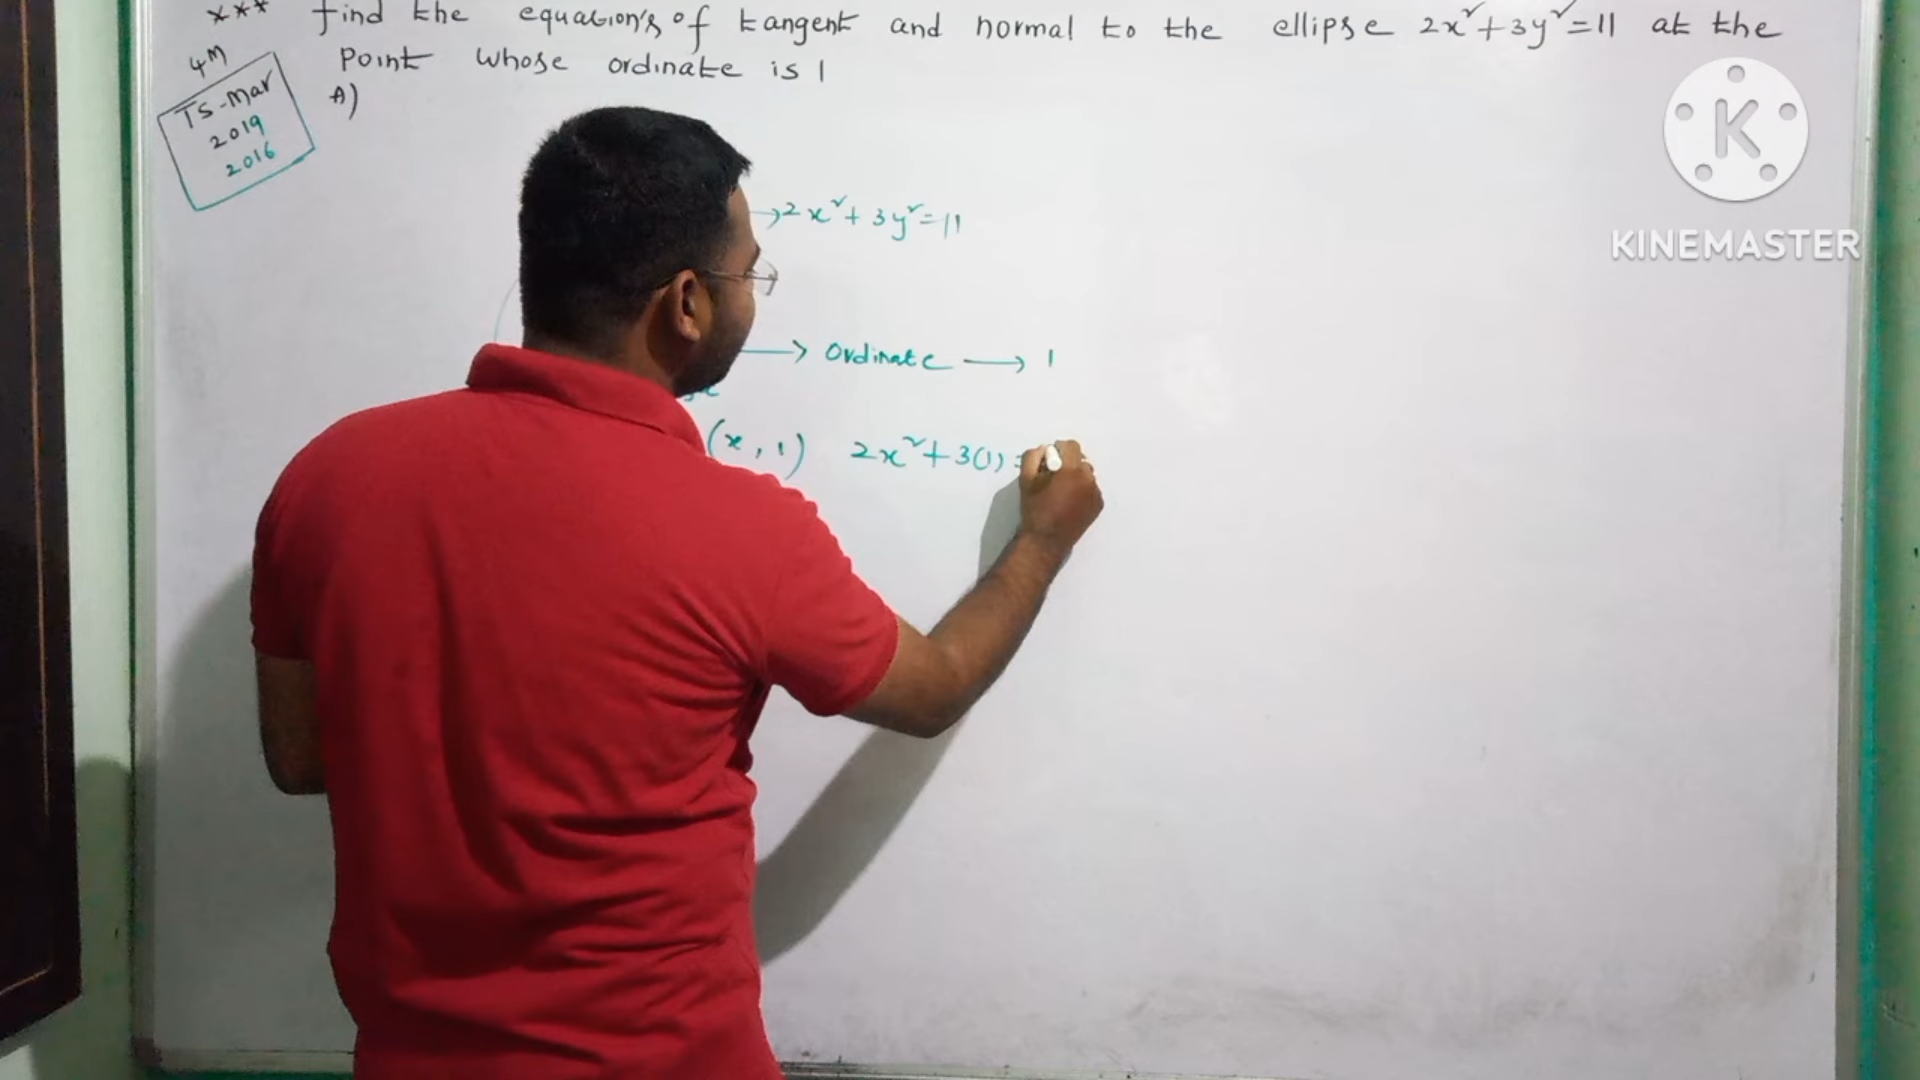 *** find the equation's of tangent and normal to the ellipse 2x²+3y²=11 at the
Point whose ordinate is 1
4M
TS-Mar
2019
2016
A)
→2x²+3y²=11
→ Ordinate → 1
(x, 1) 2x²+3(1)=
K
KINEMASTER